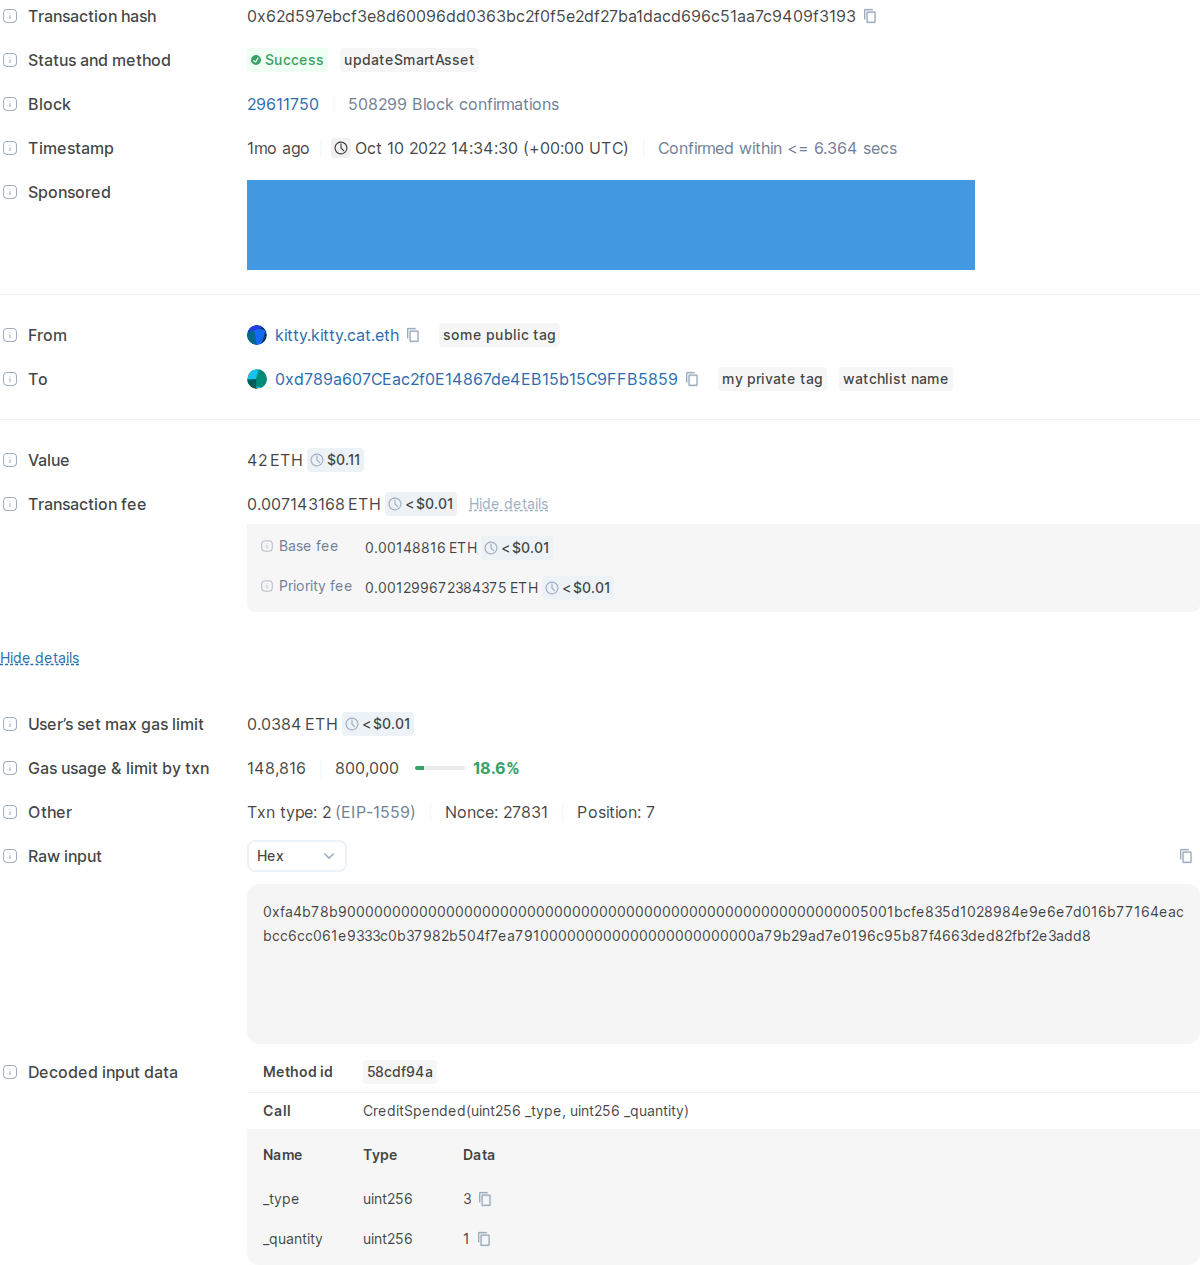 Transaction hash 0x62d597ebcf3e8d60096dd0363bc2f0f5e2df27ba1dacd696c51aa7c9409f3193
Status and method Success updateSmartAsset
Block 29611750 508299 Block confirmations
Timestamp 1mo ago Oct 10 2022 14:34:30 (+00:00 UTC) Confirmed within <= 6.364 secs
Sponsored
From kitty.kitty.cat.eth some public tag
To 0xd789a607CEac2f0E14867de4EB15b15C9FFB5859 my private tag watchlist name
Value 42 ETH $0.11
Transaction fee 0.007143168 ETH <$0.01 Hide details
Base fee 0.00148816 ETH <$0.01
Priority fee 0.001299672384375 ETH <$0.01
Hide details
User's set max gas limit 0.0384 ETH <$0.01
Gas usage & limit by txn 148,816 800,000 18.6%
Other Txn type: 2 (EIP-1559) Nonce: 27831 Position: 7
Raw input Hex
0xfa4b78b90000000000000000000000000000000000000000000000000000000005001bcfe835d1028984e9e6e7d016b77164eac
bcc6cc061e9333c0b37982b504f7ea791000000000000000000000000a79b29ad7e0196c95b87f4663ded82fbf2e3add8
Decoded input data Method id 58cdf94a
Call CreditSpended(uint256 _type, uint256 _quantity)
Name Type Data
_type uint256 3
_quantity uint256 1